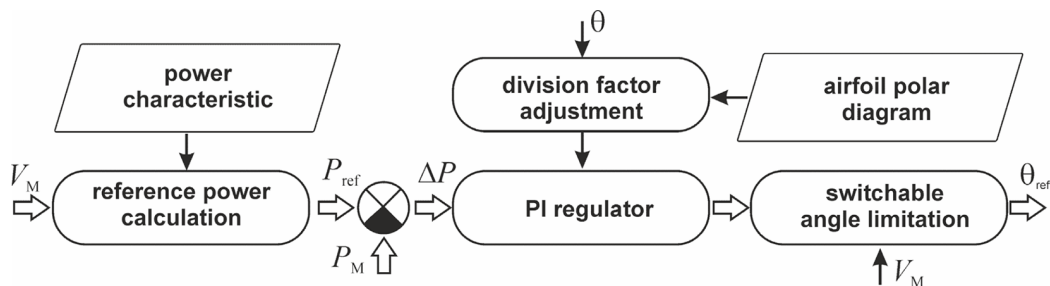 θ
power
characteristic
division factor
adjustment
airfoil polar
diagram
V_M
reference power
calculation
P_ref
ΔP
PI regulator
switchable
angle limitation
θ_ref
P_M
V_M